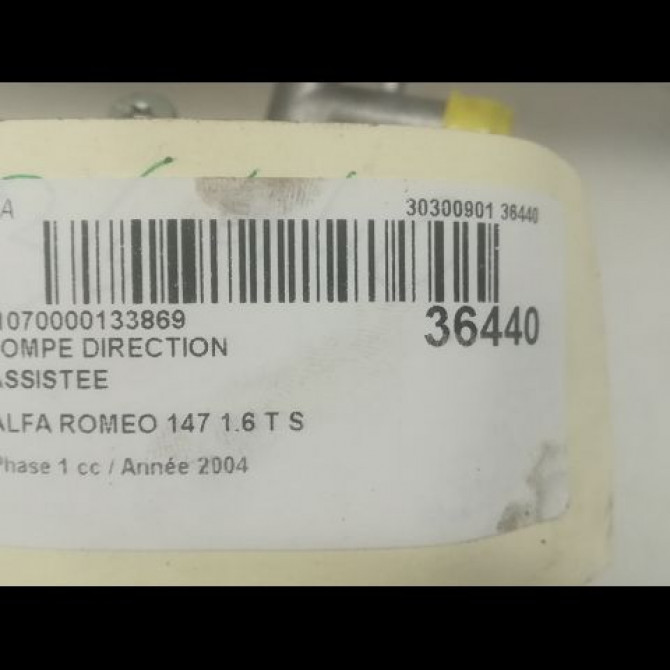 A 30300901 36440
1070000133869 36440
OMPE DIRECTION
ASSISTEE
ALFA ROMEO 147 1.6 T S
Phase 1 cc / Année 2004